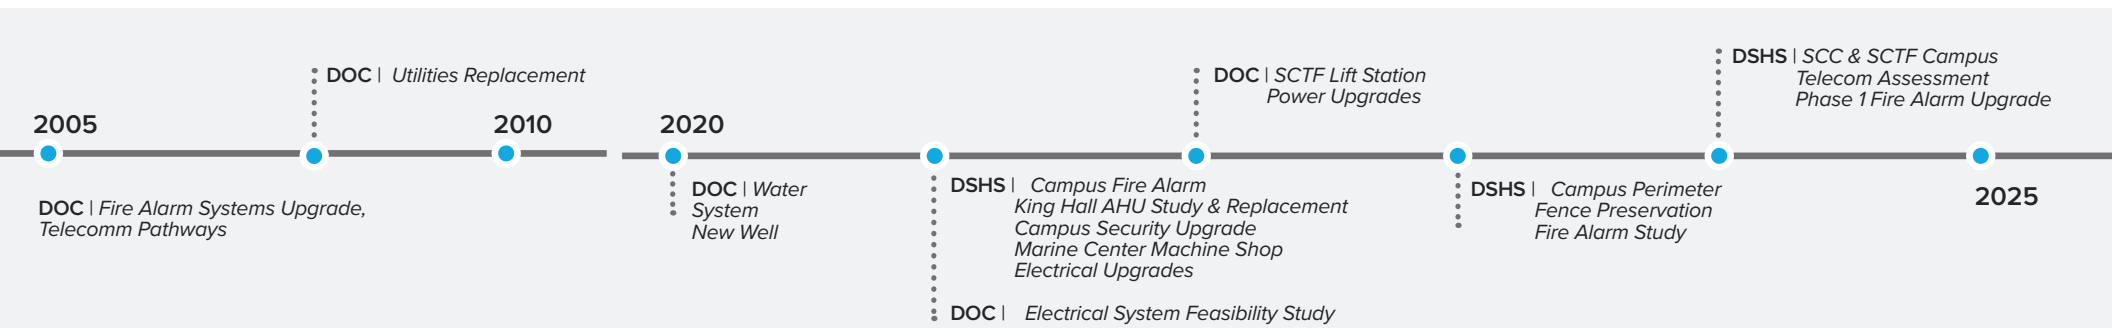 2005
DOC | Fire Alarm Systems Upgrade,
Telecomm Pathways
DOC | Utilities Replacement
2010
2020
DOC | Water
System
New Well
DSHS | Campus Fire Alarm
King Hall AHU Study & Replacement
Campus Security Upgrade
Marine Center Machine Shop
Electrical Upgrades
DOC | Electrical System Feasibility Study
DOC | SCTF Lift Station
Power Upgrades
DSHS | Campus Perimeter
Fence Preservation
Fire Alarm Study
DSHS | SCC & SCTF Campus
Telecom Assessment
Phase 1 Fire Alarm Upgrade
2025